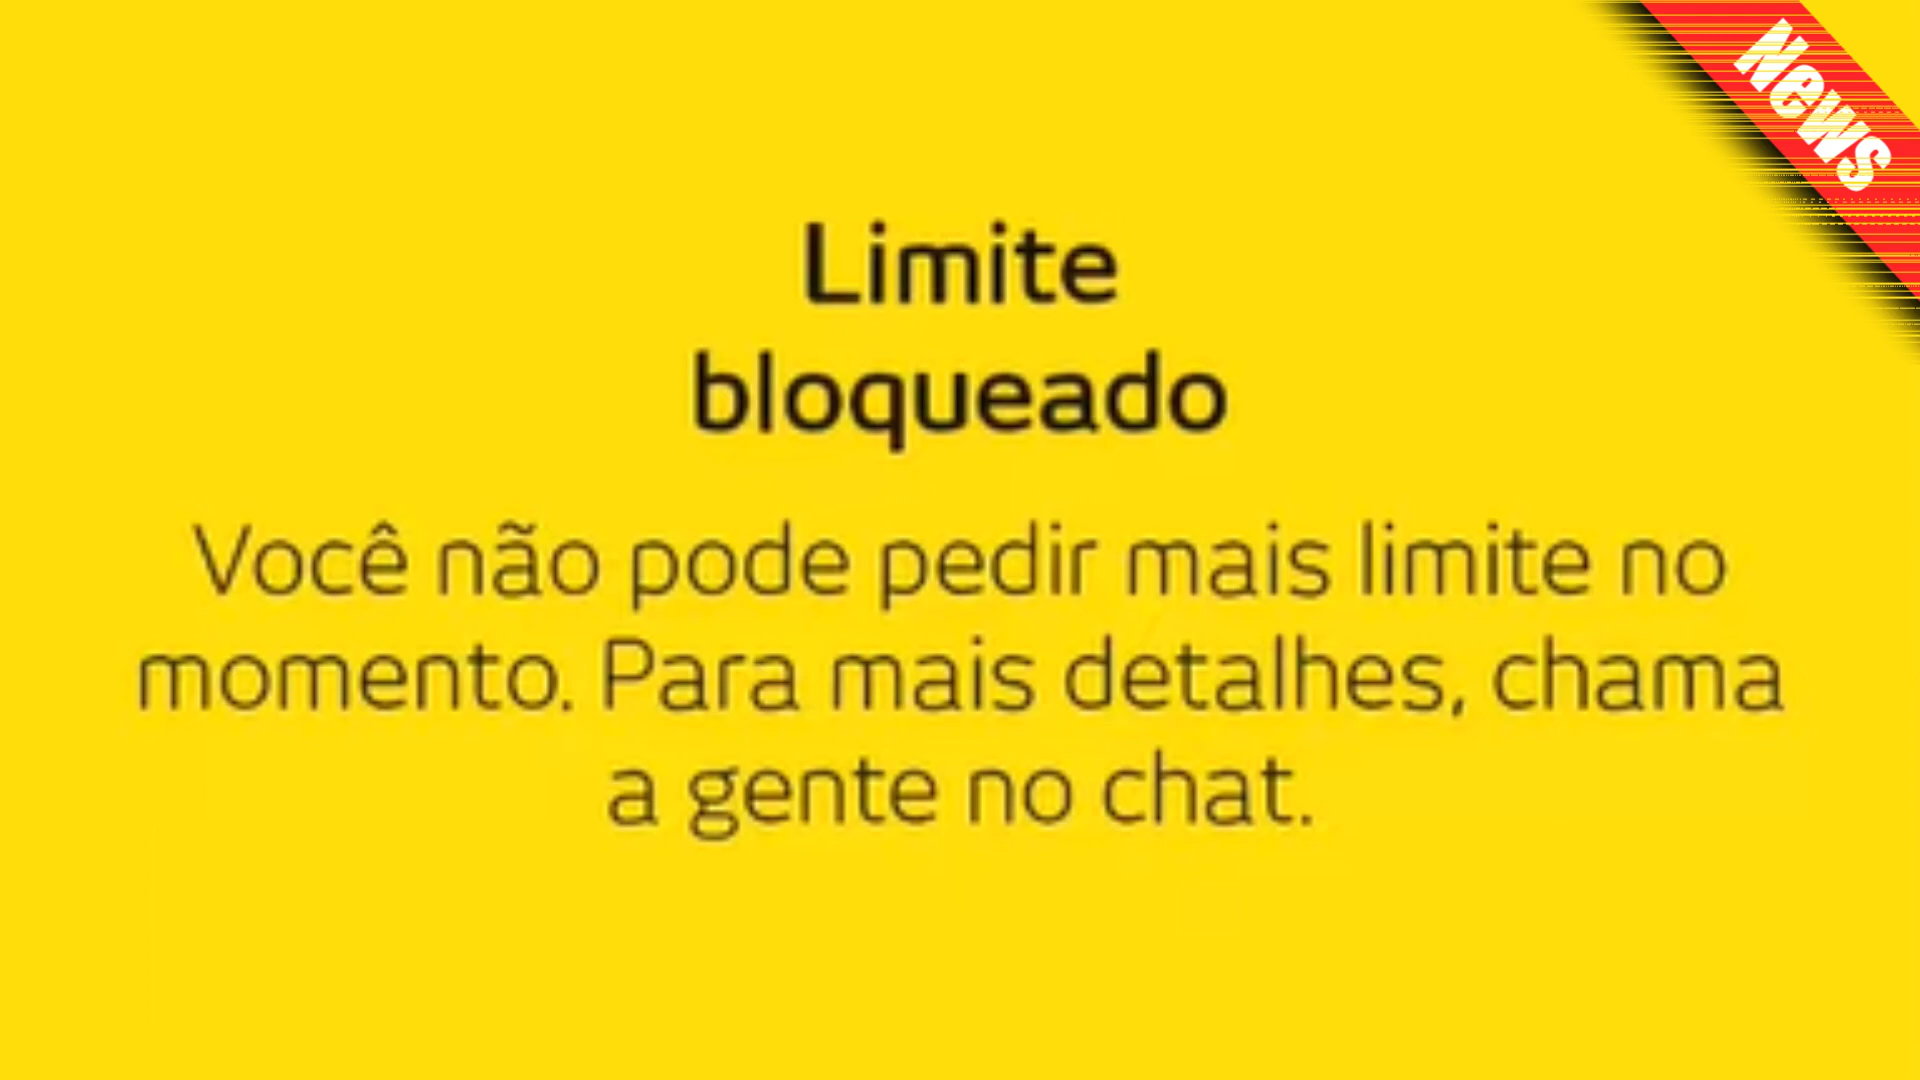 News
Limite
bloqueado
Você não pode pedir mais limite no
momento. Para mais detalhes, chama
a gente no chat.